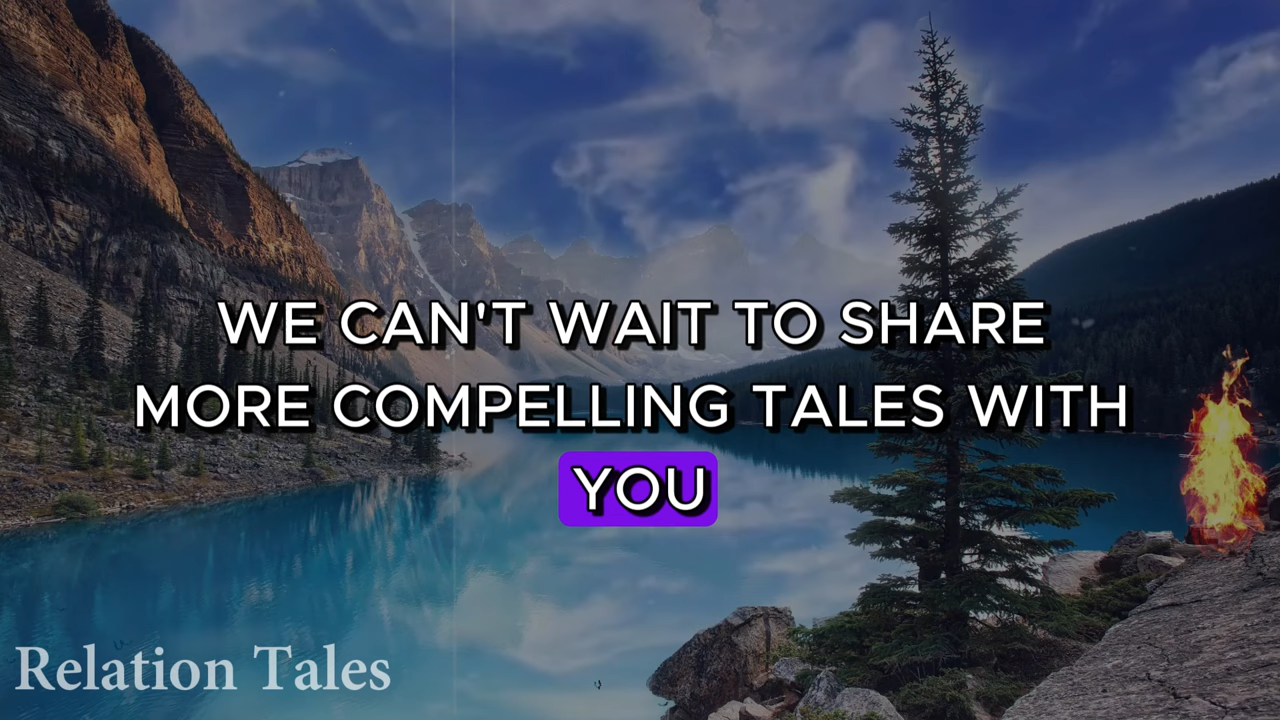 WE CAN'T WAIT TO SHARE
MORE COMPELLING TALES WITH
YOU
Relation Tales